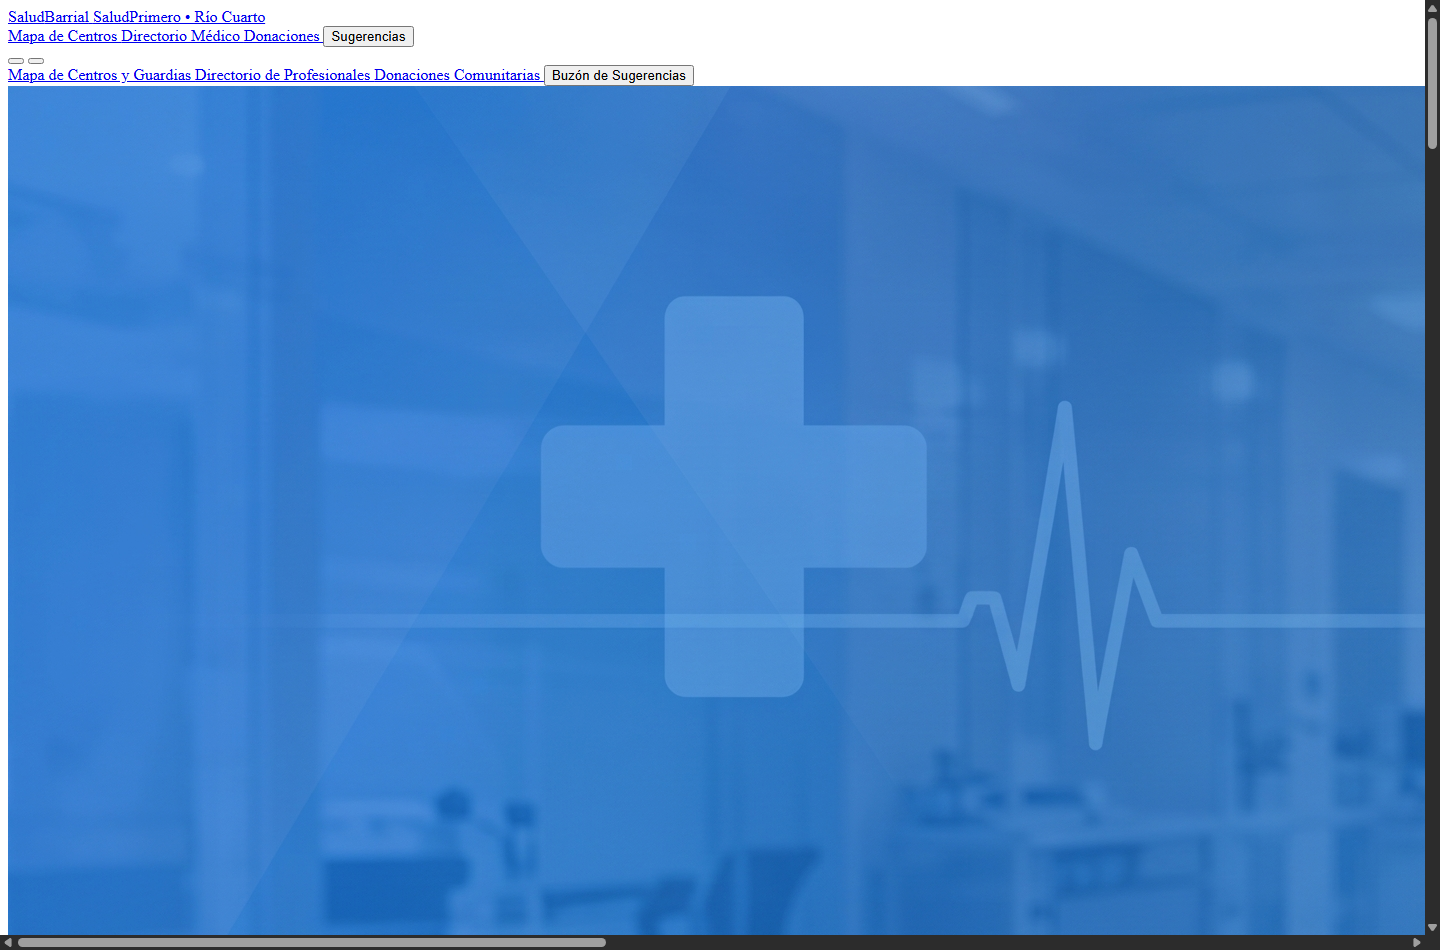 SaludBarrial SaludPrimero • Río Cuarto
Mapa de Centros Directorio Médico Donaciones Sugerencias
Mapa de Centros y Guardias Directorio de Profesionales Donaciones Comunitarias Buzón de Sugerencias